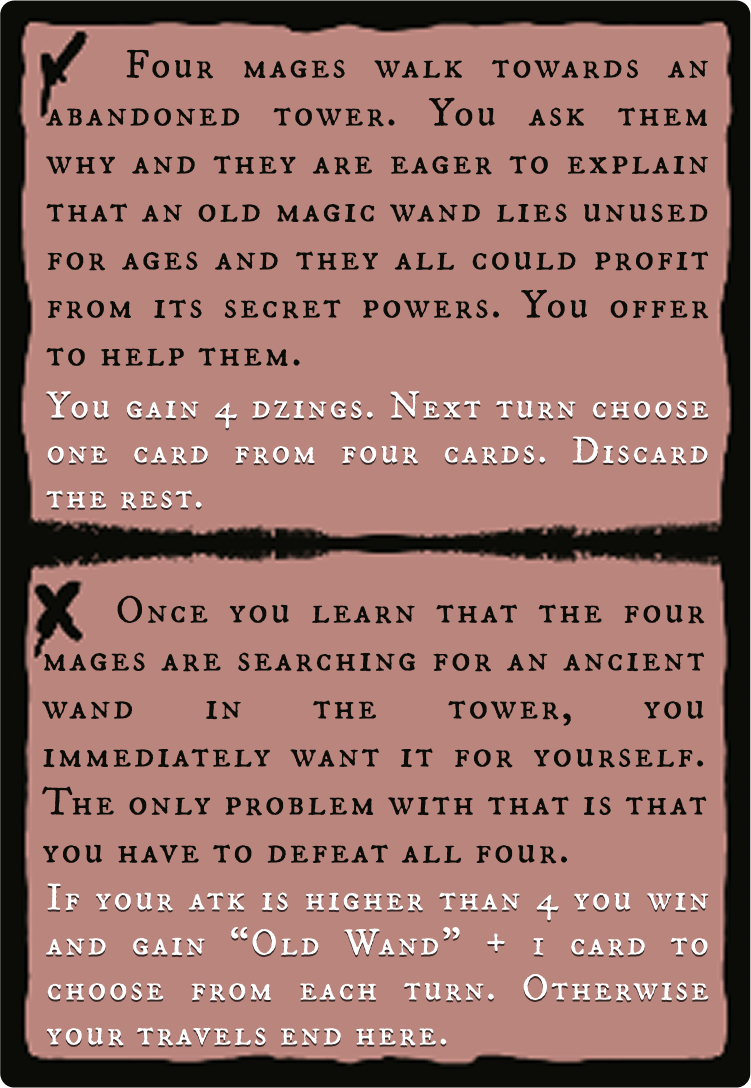 Four mages walk towards an
abandoned tower. You ask them
why and they are eager to explain
that an old magic wand lies unused
for ages and they all could profit
from its secret powers. You offer
to help them.
You gain 4 dzings. Next turn choose
one card from four cards. Discard
the rest.
Once you learn that the four
mages are searching for an ancient
wand in the tower, you
immediately want it for yourself.
The only problem with that is that
you have to defeat all four.
If your atk is higher than 4 you win
and gain “Old Wand” + 1 card to
choose from each turn. Otherwise
your travels end here.